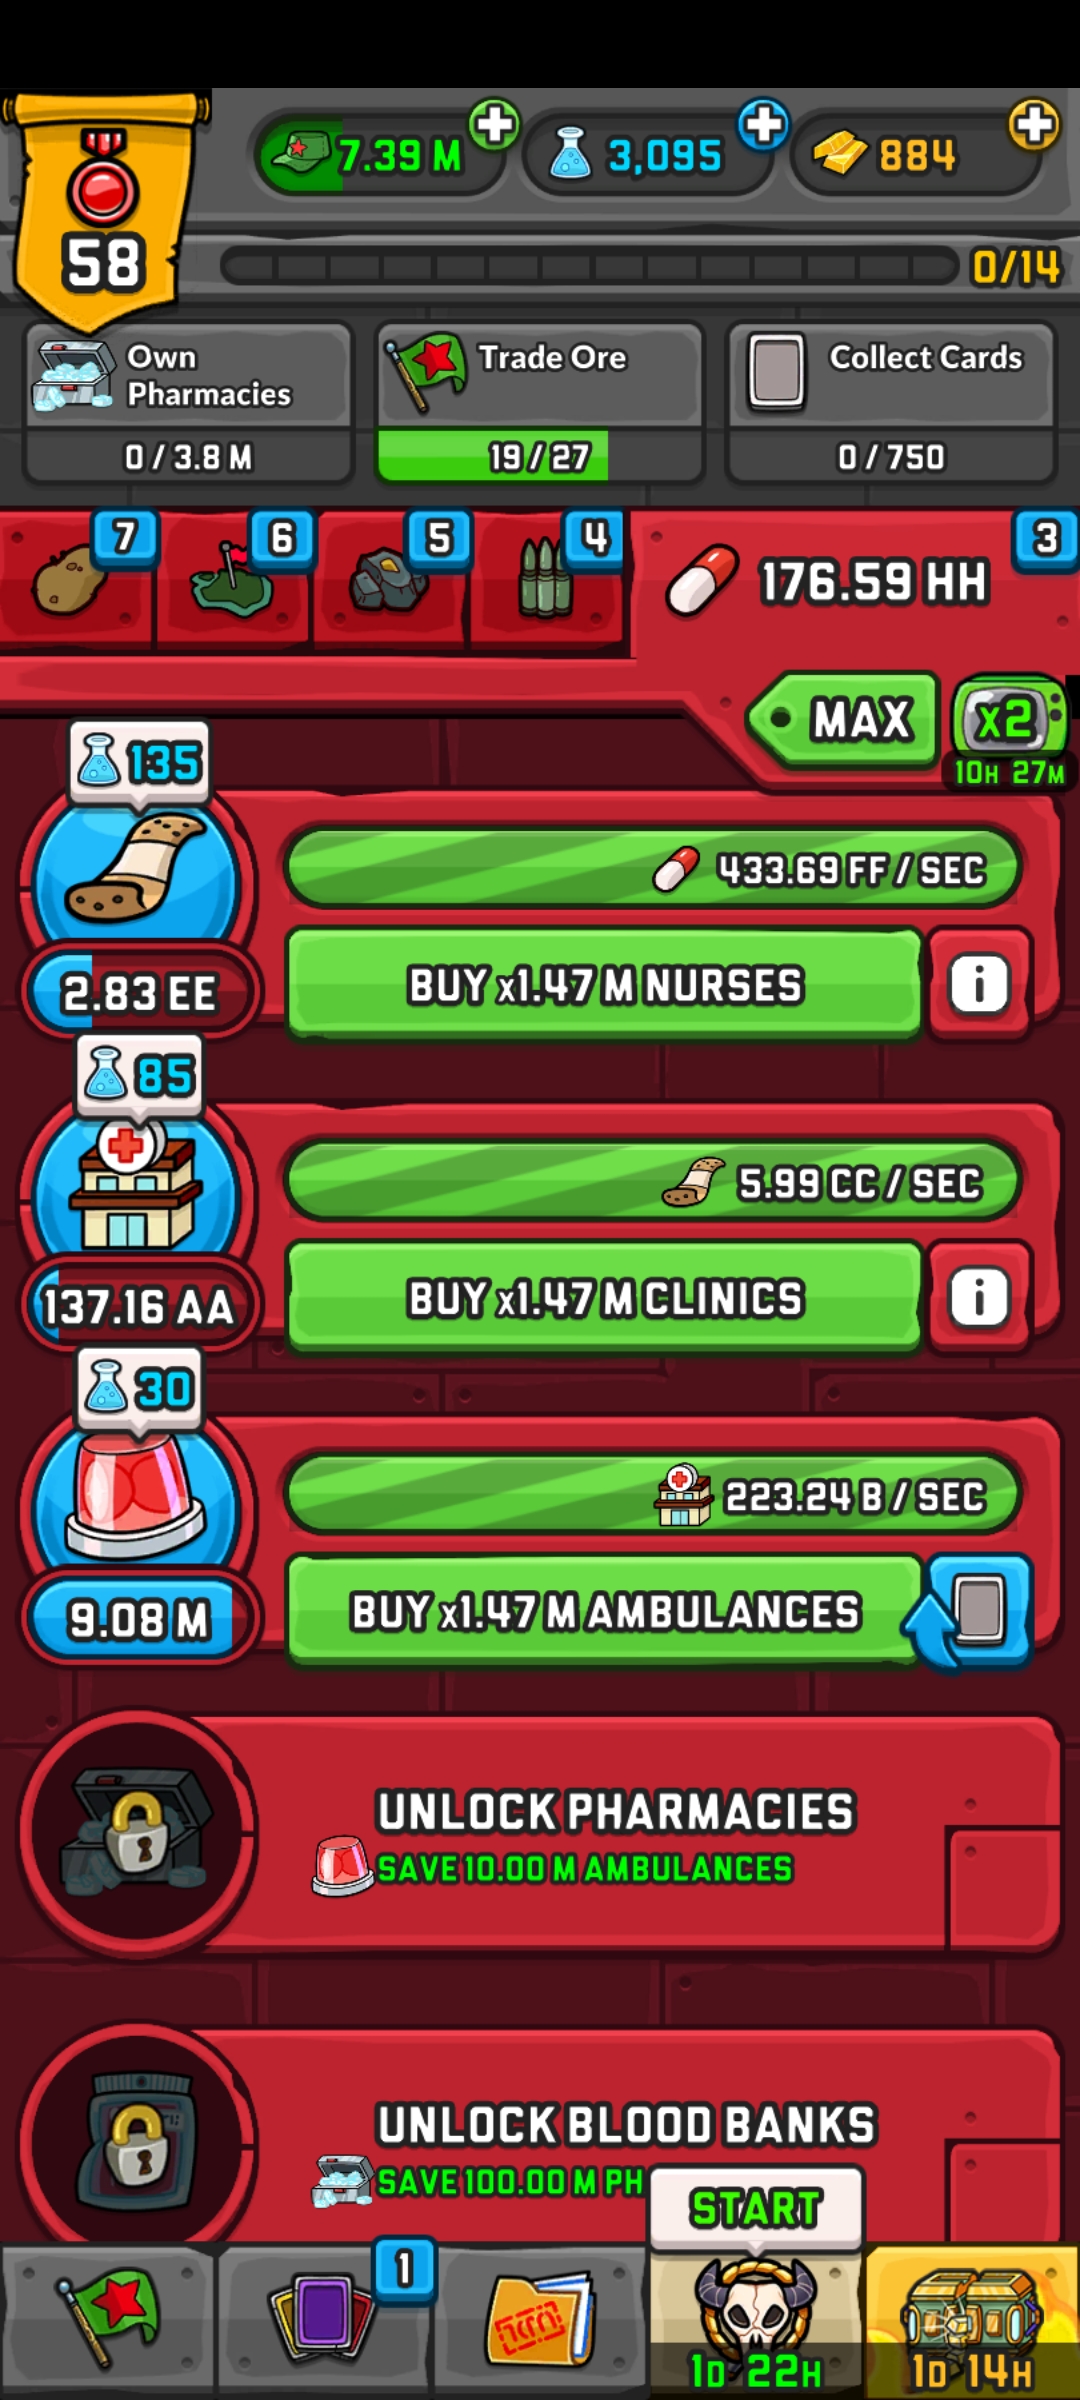 58
7.39 M
3,095
884
0/14
Own
Pharmacies
0 / 3.8 M
Trade Ore
19 / 27
Collect Cards
0 / 750
7
6
5
4
3
176.59 HH
MAX
x2
10H 27M
135
433.69 FF / SEC
2.83 EE
BUY x1.47 M NURSES
i
85
5.99 CC / SEC
137.16 AA
BUY x1.47 M CLINICS
i
30
223.24 B / SEC
9.08 M
BUY x1.47 M AMBULANCES
UNLOCK PHARMACIES
SAVE 10.00 M AMBULANCES
UNLOCK BLOOD BANKS
SAVE 100.00 M PH
START
1
1D 22H
1D 14H